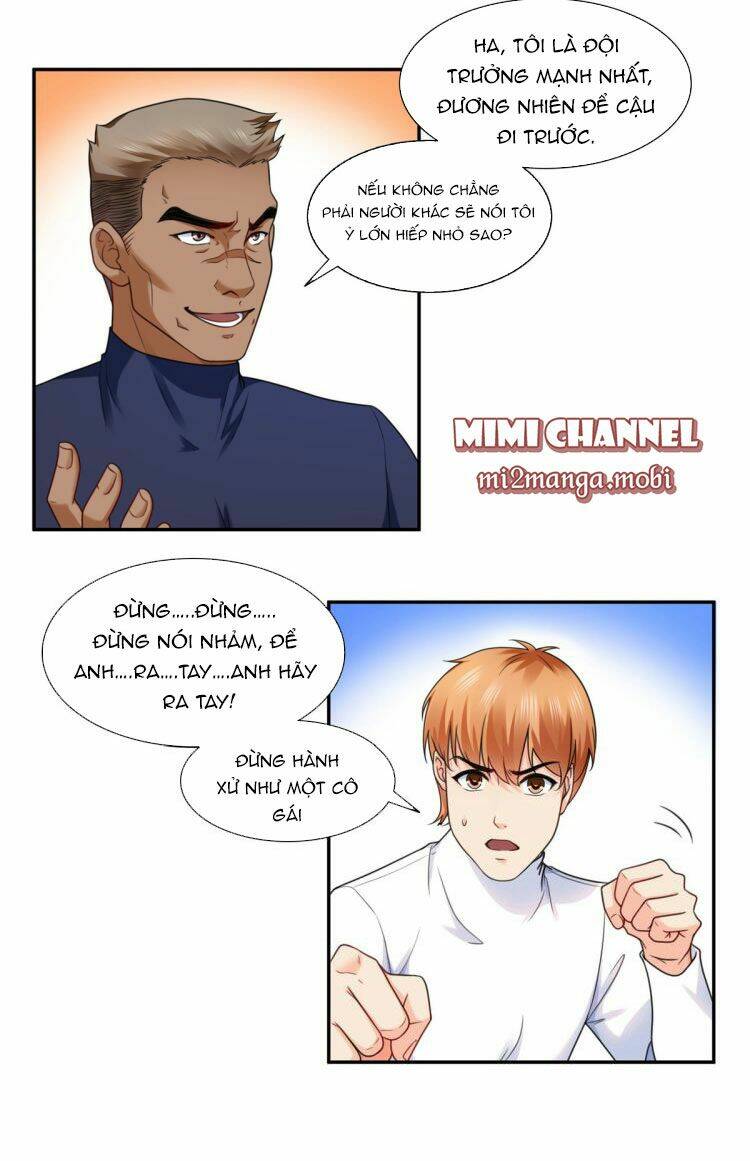 HA, TÔI LÀ ĐỘI
TRƯỞNG MẠNH NHẤT,
ĐƯƠNG NHIÊN ĐỂ CẬU
ĐI TRƯỚC.
NẾU KHÔNG CHẲNG
PHẢI NGƯỜI KHÁC SẼ NÓI TÔI
Ỷ LỚN HIẾP NHỎ SAO?
MIMI CHANNEL
mi2manga.mobi
ĐỪNG.....ĐỪNG.....
ĐỪNG NÓI NHẢM, ĐỂ
ANH....RA....TAY....ANH HÃY
RA TAY!
ĐỪNG HÀNH
XỬ NHƯ MỘT CÔ
GÁI